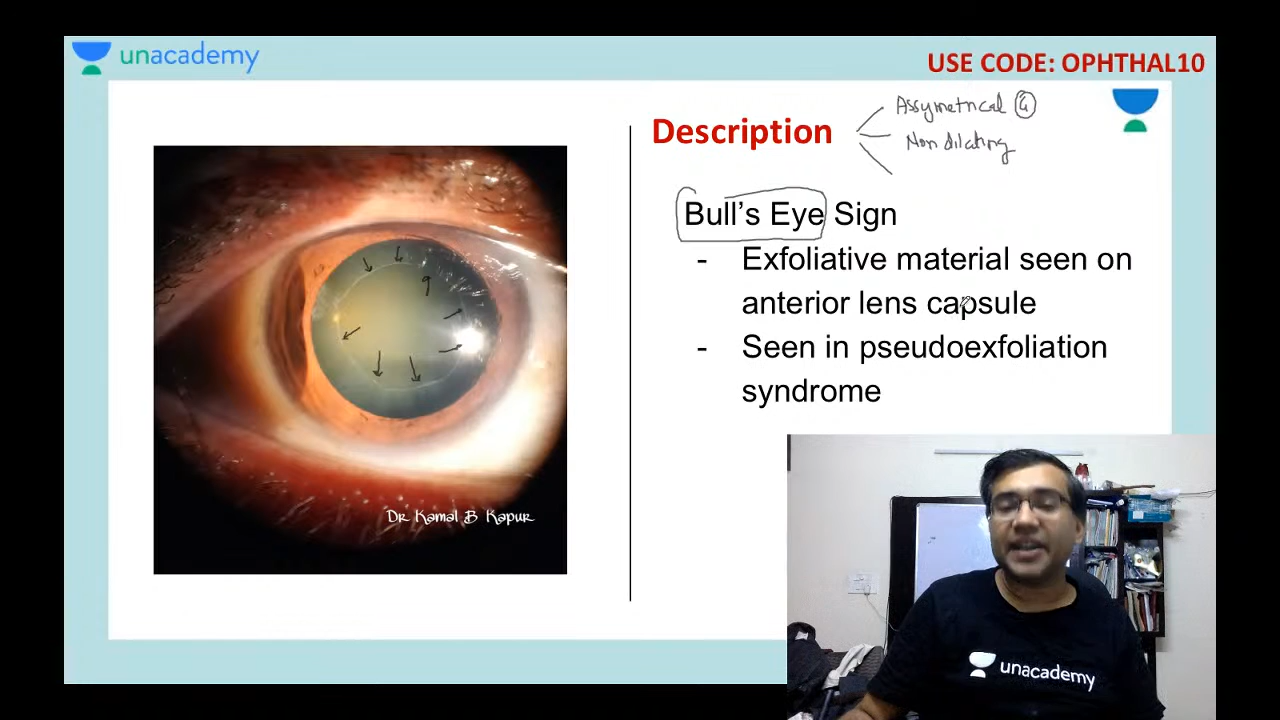 unacademy
USE CODE: OPHTHAL10
Assymetrical G
Description
Non dilating
Bull's Eye Sign
- Exfoliative material seen on
anterior lens capsule
- Seen in pseudoexfoliation
syndrome
Dr Kamal B Kapur
unacademy